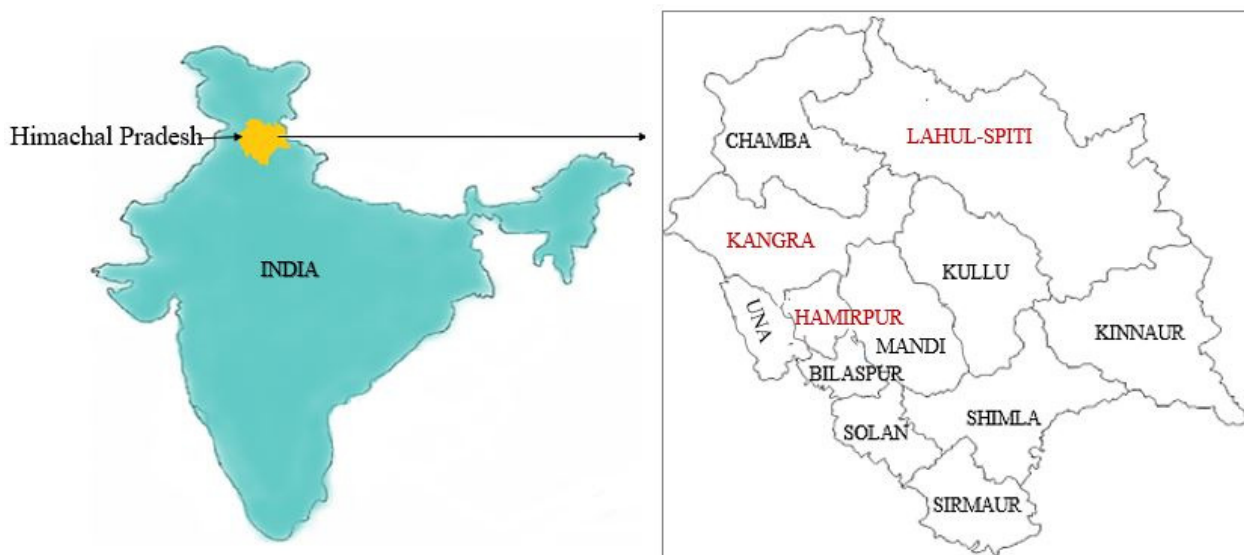 Himachal Pradesh
INDIA
CHAMBA
LAHUL-SPITI
KANGRA
KULLU
UNA
HAMIRPUR
MANDI
KINNAUR
BILASPUR
SOLAN
SHIMLA
SIRMAUR